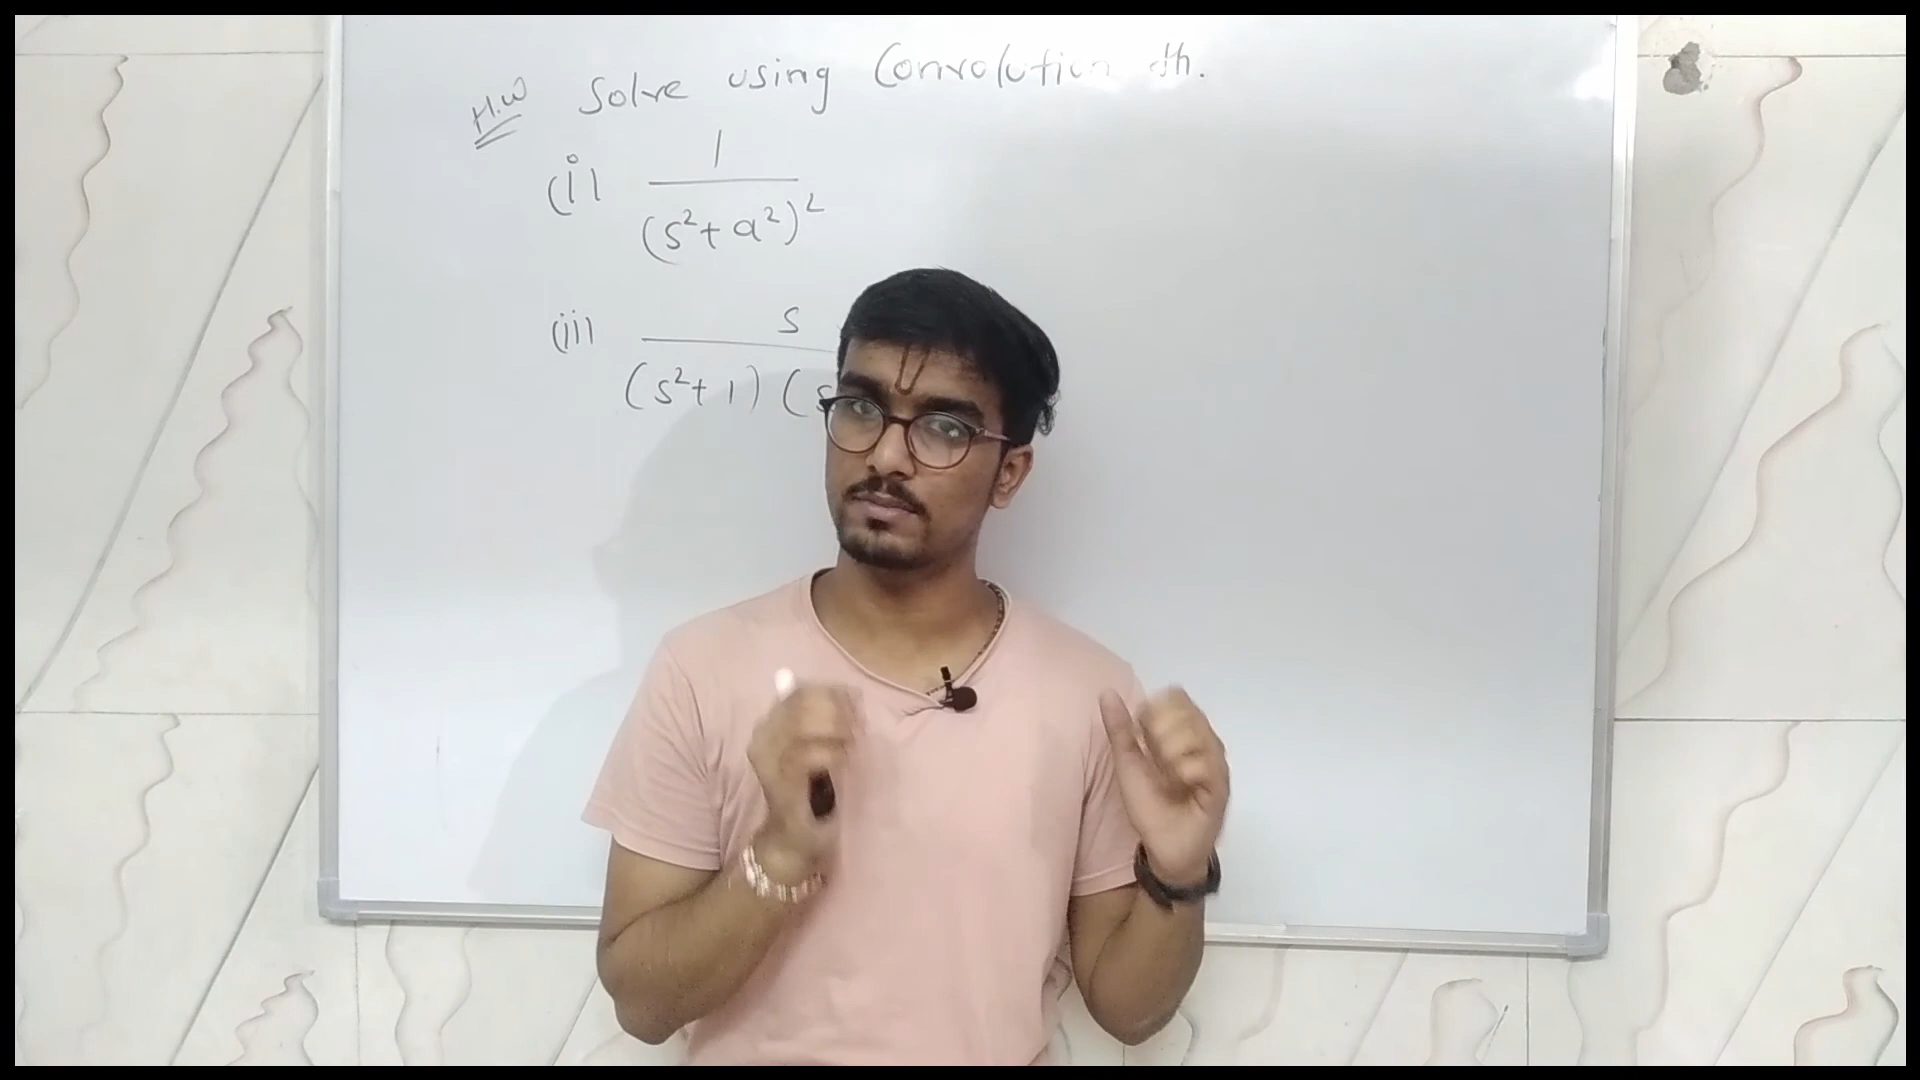 H.W Solve using Convolution th.
(i) 1
(s²+a²)²
(ii) s
(s²+1) (s